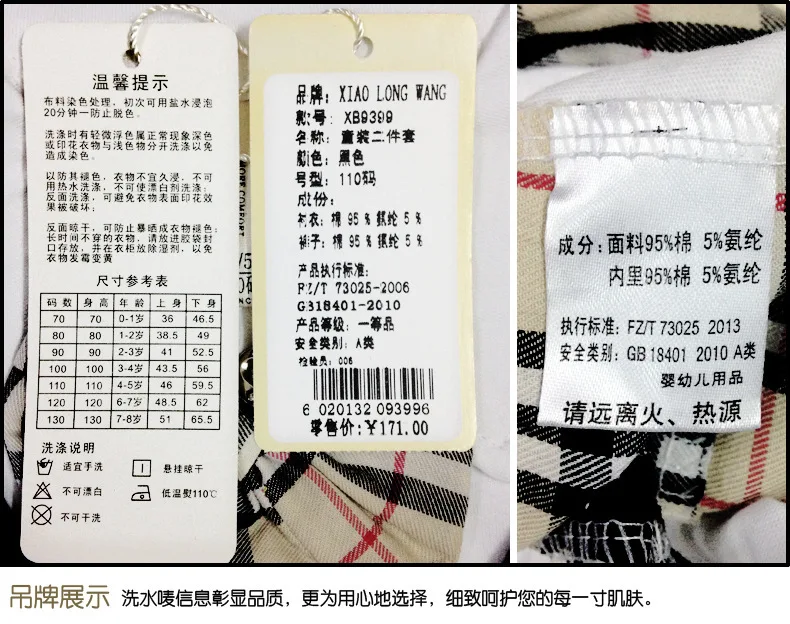 温馨提示
布料染色处理，初次可用盐水浸泡
20分钟一防止脱色。
洗涤时有轻微浮色属正常现象深色
或印花衣物与浅色物分开洗涤以免
造成染色。
以防其褪色，衣物不宜久浸，不可
用热水洗涤，不可使漂白剂洗涤；
反面洗涤，可避免衣物表面印花效
果被破坏；
反面晾干，可防止暴晒成衣物褪色；
长时间不穿的衣物，请放进胶袋封
口存放，并在衣柜放除湿剂，以免
衣物发霉变黄
尺寸参考表
码数 身高 年龄 上身 下身
70 70 0-1岁 36 46.5
80 80 1-2岁 38.5 49
90 90 2-3岁 41 52.5
100 100 3-4岁 43.5 56
110 110 4-5岁 46 59.5
120 120 6-7岁 48.5 62
130 130 7-8岁 51 65.5
洗涤说明
适宜手洗 悬挂晾干
不可漂白 低温熨110℃
不可干洗
MORE COMFORT
品牌：XIAO LONG WANG
款号：XB9399
名称：童装二件套
颜色：黑色
号型：110码
成份：
衬衣：棉 95％ 氨纶 5％
裤子：棉 95％ 氨纶 5％
产品执行标准：
FZ/T 73025-2006
GB18401-2010
产品等级：一等品
安全类别：A类
检验员：006
6 020132 093996
零售价：¥171.00
成分：面料95%棉 5%氨纶
内里95%棉 5%氨纶
执行标准：FZ/T 73025 2013
安全类别：GB 18401 2010 A类
婴幼儿用品
请远离火、热源
吊牌展示 洗水唛信息彰显品质，更为用心地选择，细致呵护您的每一寸肌肤。